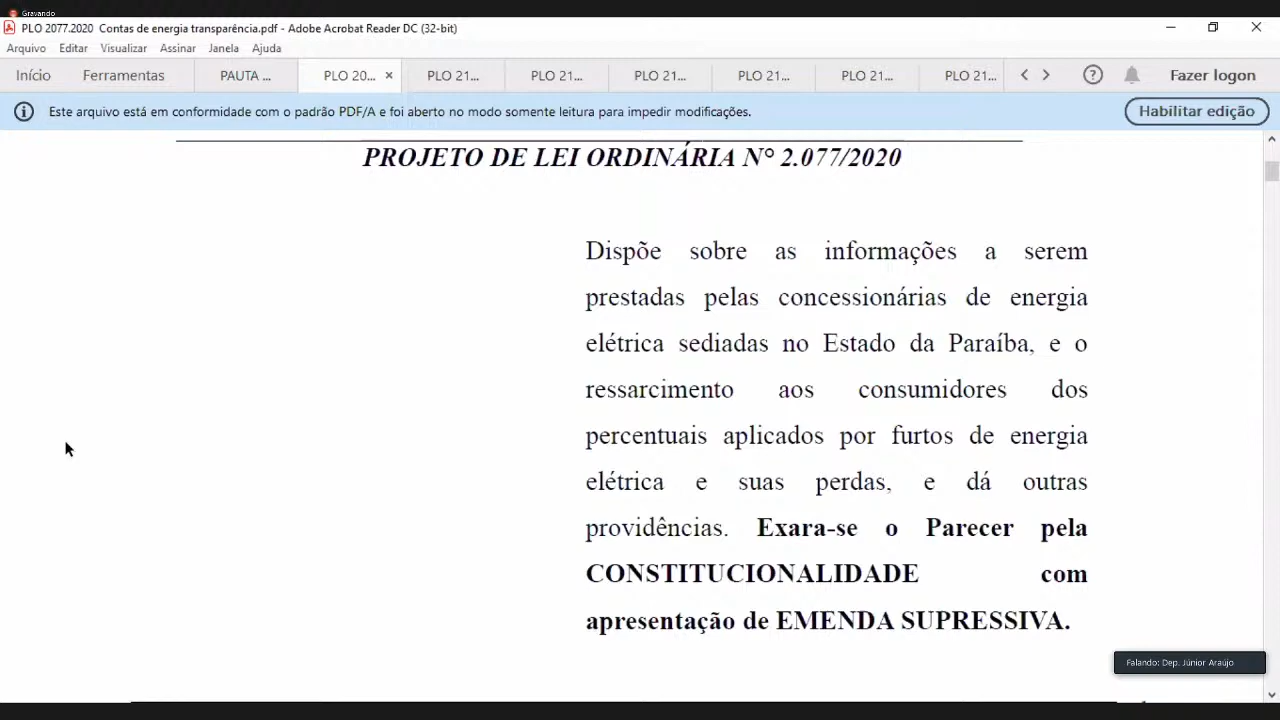 Gravando
PLO 2077.2020 Contas de energia transparência.pdf - Adobe Acrobat Reader DC (32-bit)
Arquivo Editar Visualizar Assinar Janela Ajuda
Início Ferramentas PAUTA ... PLO 20... × PLO 21... PLO 21... PLO 21... PLO 21... PLO 21... PLO 21... Fazer logon
Este arquivo está em conformidade com o padrão PDF/A e foi aberto no modo somente leitura para impedir modificações. Habilitar edição
PROJETO DE LEI ORDINÁRIA N° 2.077/2020
Dispõe sobre as informações a serem
prestadas pelas concessionárias de energia
elétrica sediadas no Estado da Paraíba, e o
ressarcimento aos consumidores dos
percentuais aplicados por furtos de energia
elétrica e suas perdas, e dá outras
providências. Exara-se o Parecer pela
CONSTITUCIONALIDADE com
apresentação de EMENDA SUPRESSIVA.
Falando: Dep. Júnior Araújo